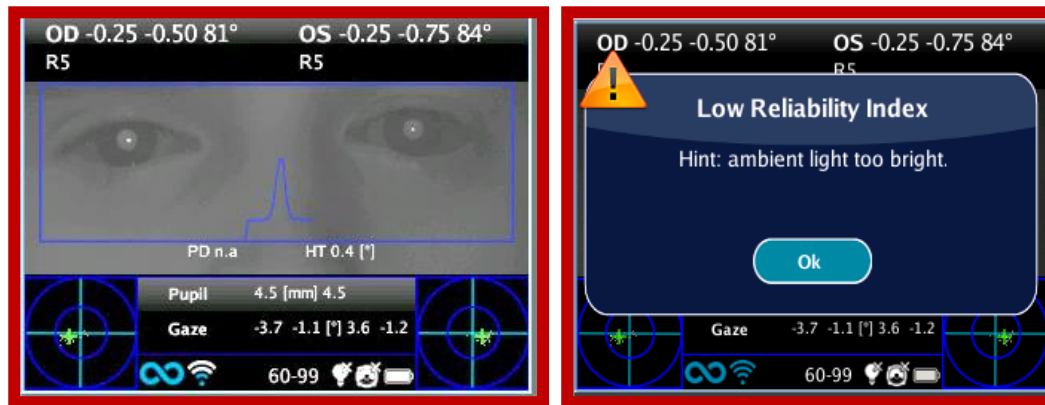 OD -0.25 -0.50 81° OS -0.25 -0.75 84°
R5 R5
PD n.a HT 0.4 [°]
Pupil 4.5 [mm] 4.5
Gaze -3.7 -1.1 [°] 3.6 -1.2
60-99
OD -0.25 -0.50 81° OS -0.25 -0.75 84°
R5
Low Reliability Index
Hint: ambient light too bright.
Ok
Gaze -3.7 -1.1 [°] 3.6 -1.2
60-99